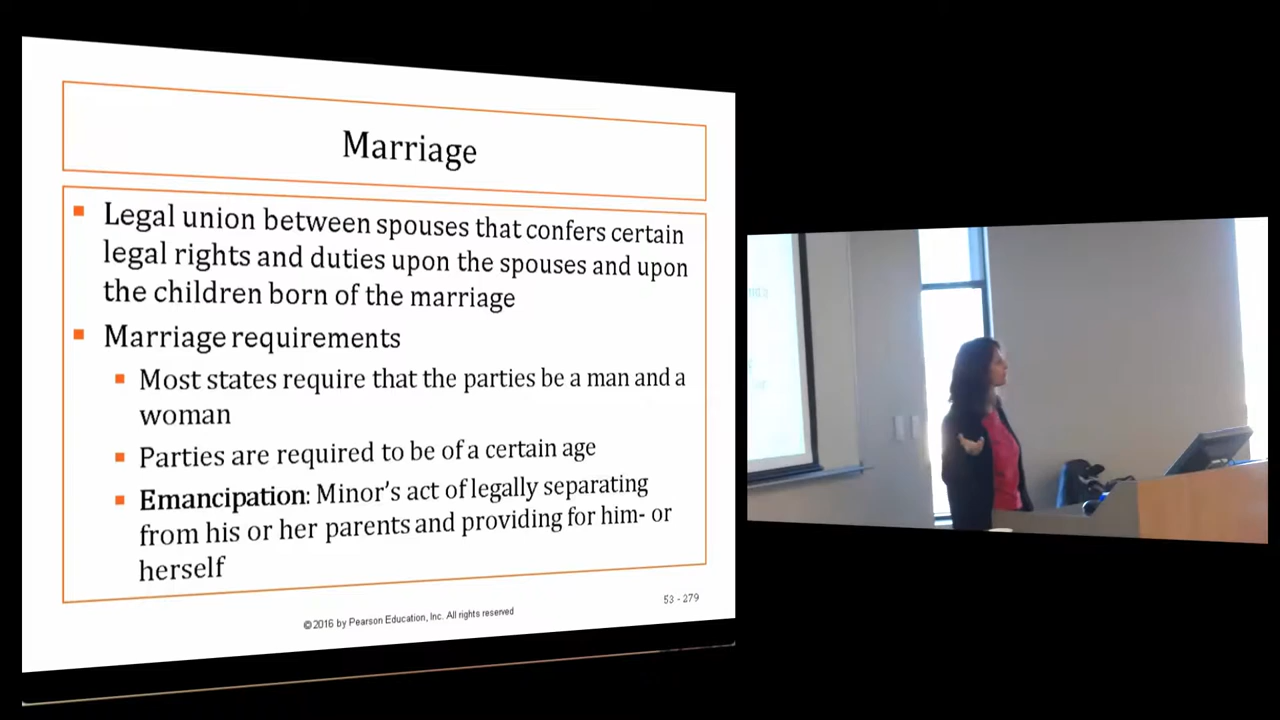 Marriage
Legal union between spouses that confers certain
legal rights and duties upon the spouses and upon
the children born of the marriage
Marriage requirements
Most states require that the parties be a man and a
woman
Parties are required to be of a certain age
Emancipation: Minor's act of legally separating
from his or her parents and providing for him- or
herself
53 - 279
©2016 by Pearson Education, Inc. All rights reserved